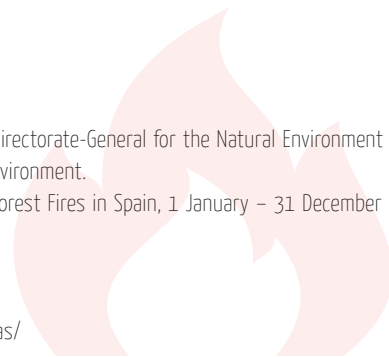 irectorate-General for the Natural Environment
vironment.
orest Fires in Spain, 1 January – 31 December
as/